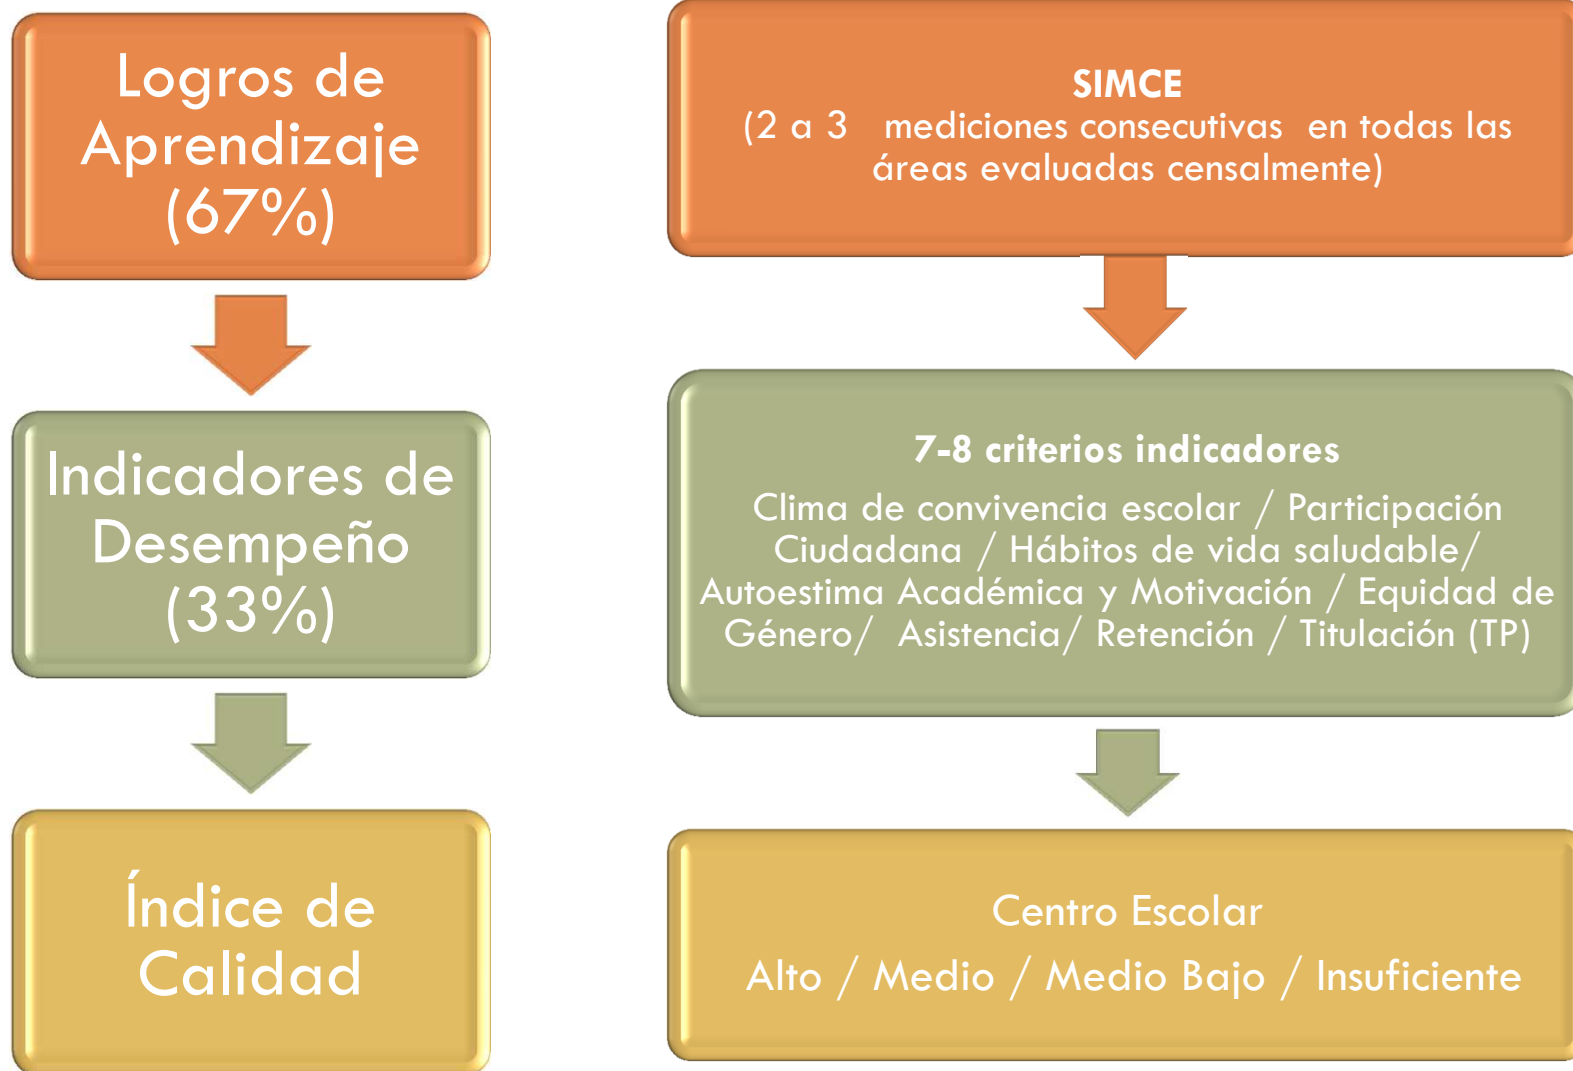 Logros de
Aprendizaje
(67%)
Indicadores de
Desempeño
(33%)
Índice de
Calidad
SIMCE
(2 a 3 mediciones consecutivas en todas las
áreas evaluadas censalmente)
7-8 criterios indicadores
Clima de convivencia escolar / Participación
Ciudadana / Hábitos de vida saludable/
Autoestima Académica y Motivación / Equidad de
Género/ Asistencia/ Retención / Titulación (TP)
Centro Escolar
Alto / Medio / Medio Bajo / Insuficiente